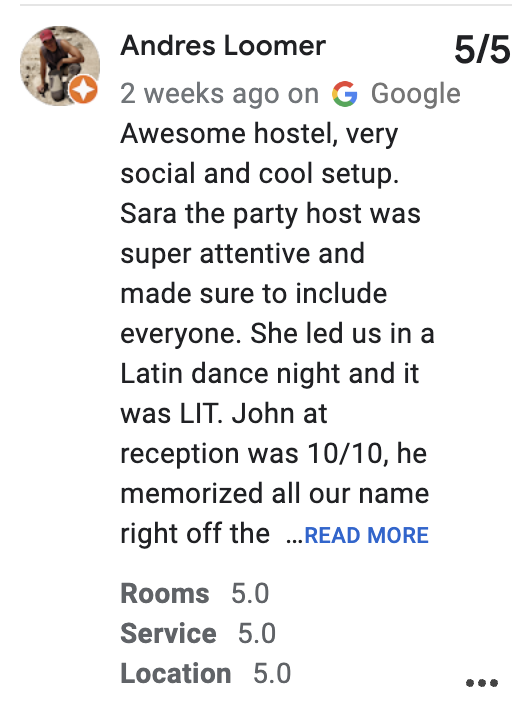 Andres Loomer 5/5
2 weeks ago on Google
Awesome hostel, very
social and cool setup.
Sara the party host was
super attentive and
made sure to include
everyone. She led us in a
Latin dance night and it
was LIT. John at
reception was 10/10, he
memorized all our name
right off the ...READ MORE
Rooms 5.0
Service 5.0
Location 5.0